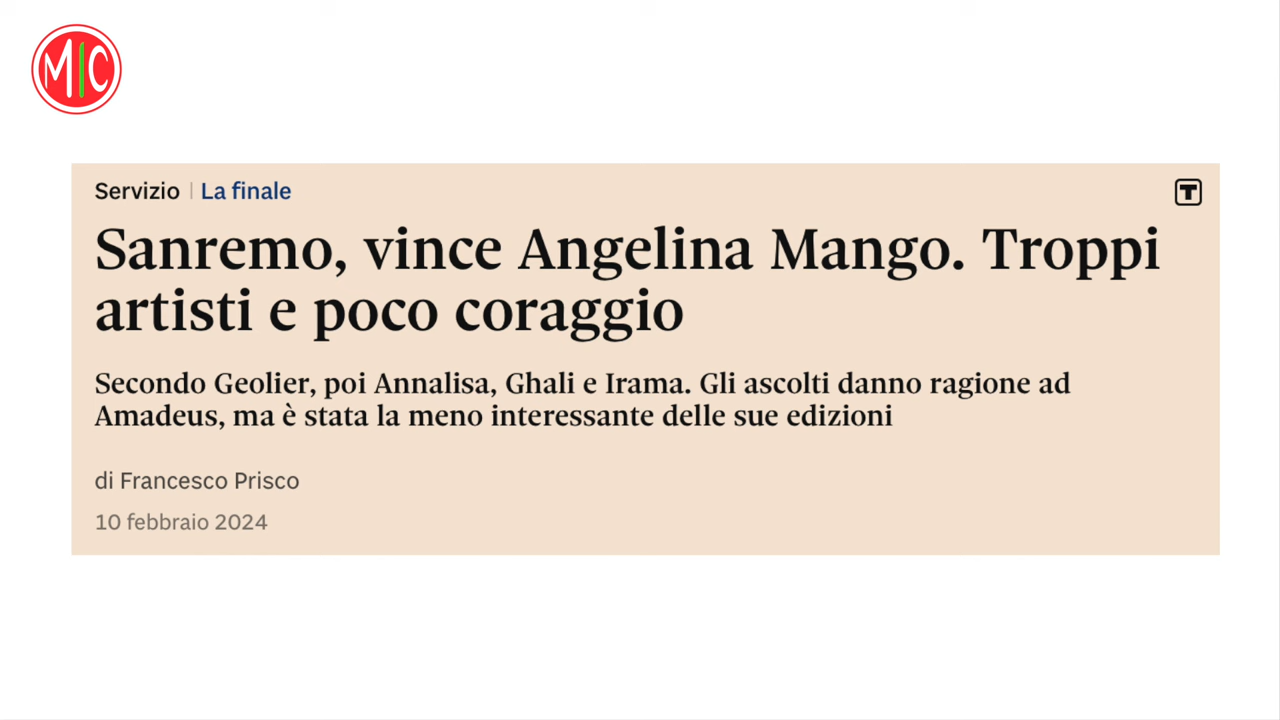 MIC
Servizio | La finale
T
Sanremo, vince Angelina Mango. Troppi
artisti e poco coraggio
Secondo Geolier, poi Annalisa, Ghali e Irama. Gli ascolti danno ragione ad
Amadeus, ma è stata la meno interessante delle sue edizioni
di Francesco Prisco
10 febbraio 2024